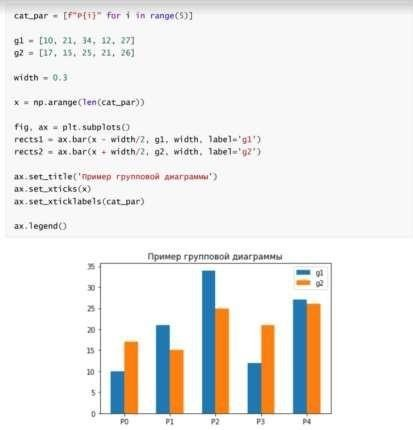 cat_par = [f"P{i}" for i in range(5)]
g1 = [10, 21, 34, 12, 27]
g2 = [17, 15, 25, 21, 26]
width = 0.3
x = np.arange(len(cat_par))
fig, ax = plt.subplots()
rects1 = ax.bar(x - width/2, g1, width, label='g1')
rects2 = ax.bar(x + width/2, g2, width, label='g2')
ax.set_title('Пример групповой диаграммы')
ax.set_xticks(x)
ax.set_xticklabels(cat_par)
ax.legend()
Пример групповой диаграммы
35
30
25
20
15
10
5
0
g1
g2
P0 P1 P2 P3 P4